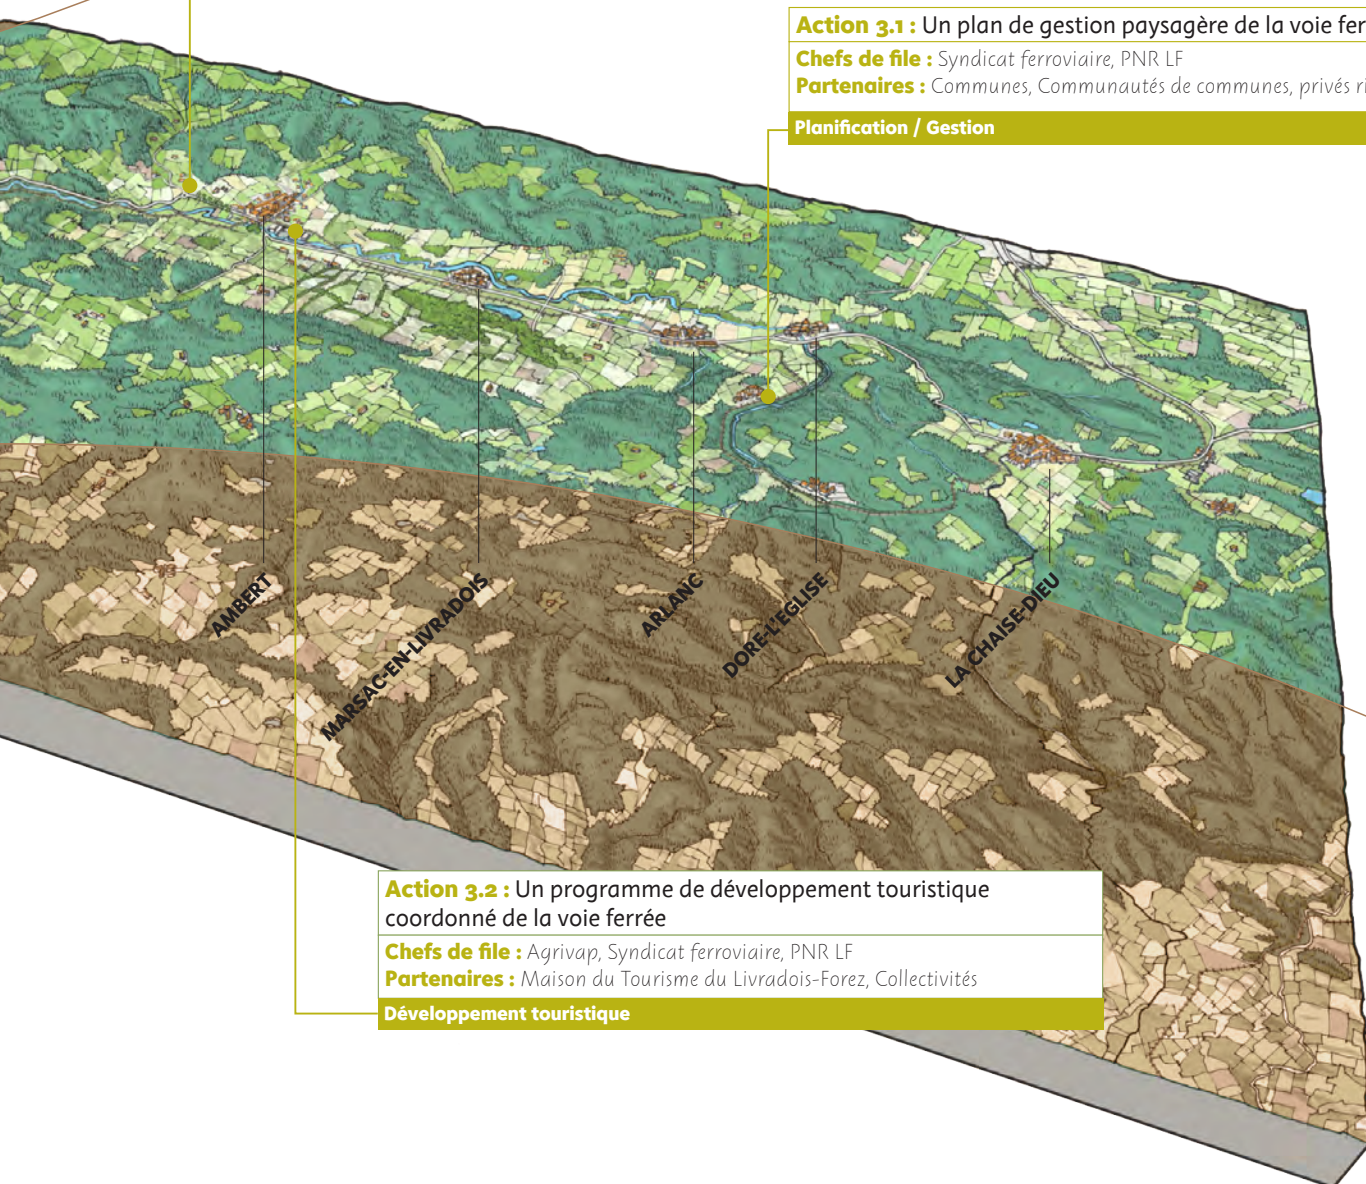 Action 3.1 : Un plan de gestion paysagère de la voie
Chefs de file : Syndicat ferroviaire, PNR LF
Partenaires : Communes, Communautés de communes, privés
Planification / Gestion
AMBERT
MARSAC-EN-LIVRADOIS
ARLANC
DORE-L'EGLISE
LA CHAISE-DIEU
Action 3.2 : Un programme de développement touristique
coordonné de la voie ferrée
Chefs de file : Agrivap, Syndicat ferroviaire, PNR LF
Partenaires : Maison du Tourisme du Livradois-Forez, Collectivités
Développement touristique